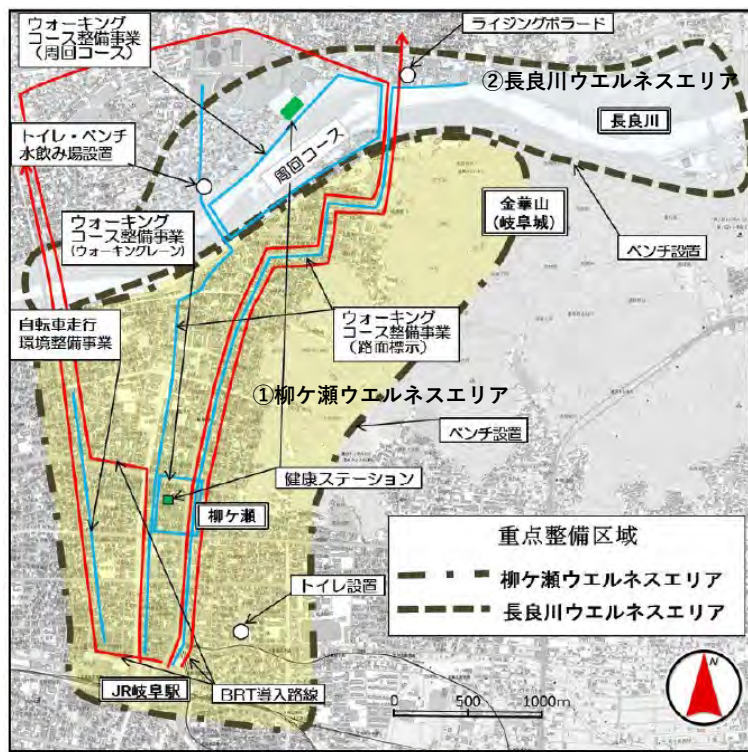 ウォーキング
コース整備事業
(周回コース)
ライジングボラード
②長良川ウエルネスエリア
長良川
トイレ・ベンチ
水飲み場設置
周回コース
金華山
(岐阜城)
ウォーキング
コース整備事業
(ウォーキングレーン)
ベンチ設置
自転車走行
環境整備事業
ウォーキング
コース整備事業
(路面標示)
①柳ケ瀬ウエルネスエリア
ベンチ設置
健康ステーション
柳ケ瀬
重点整備区域
柳ケ瀬ウエルネスエリア
長良川ウエルネスエリア
トイレ設置
JR岐阜駅
BRT導入路線
0 500 1000m
N